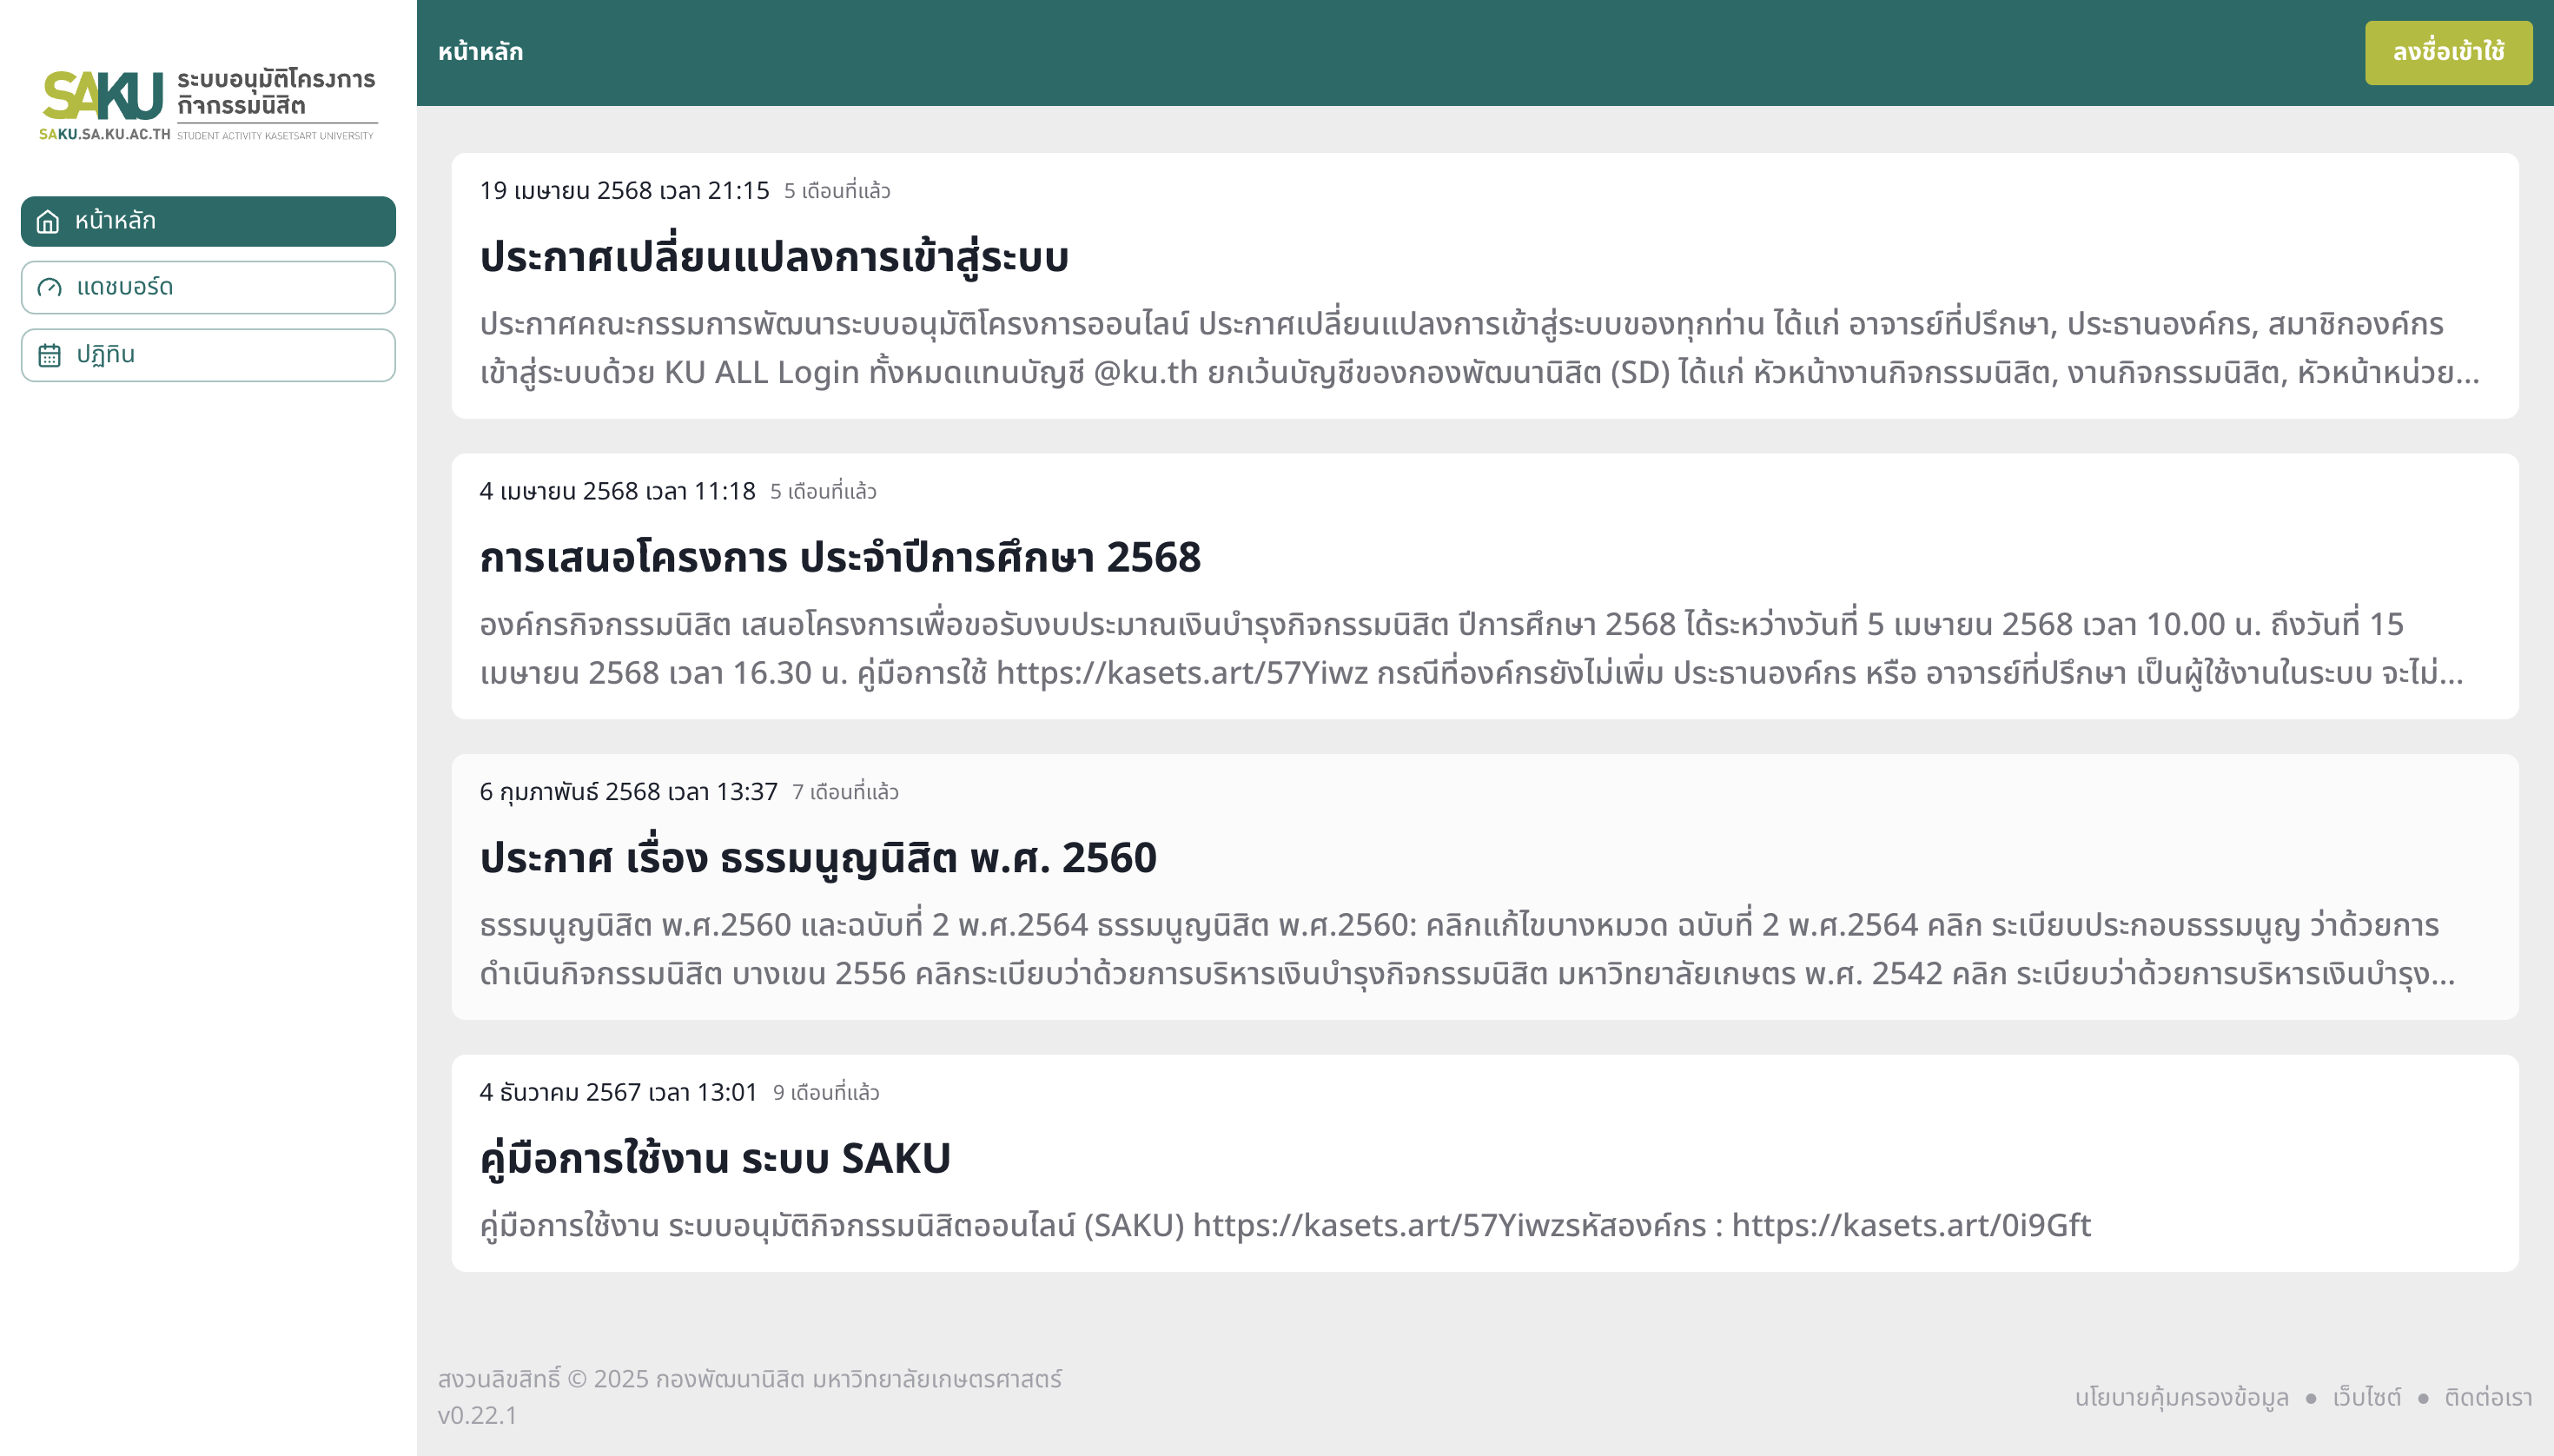 SAKU
ระบบอนุมัติโครงการ
กิจกรรมนิสิต
SAKU.SA.KU.AC.TH
STUDENT ACTIVITY KASETSART UNIVERSITY
หน้าหลัก
แดชบอร์ด
ปฏิทิน
หน้าหลัก
ลงชื่อเข้าใช้
19 เมษายน 2568 เวลา 21:15 5 เดือนที่แล้ว
ประกาศเปลี่ยนแปลงการเข้าสู่ระบบ
ประกาศคณะกรรมการพัฒนาระบบอนุมัติโครงการออนไลน์ ประกาศเปลี่ยนแปลงการเข้าสู่ระบบของทุกท่าน ได้แก่ อาจารย์ที่ปรึกษา, ประธานองค์กร, สมาชิกองค์กร
เข้าสู่ระบบด้วย KU ALL Login ทั้งหมดแทนบัญชี @ku.th ยกเว้นบัญชีของกองพัฒนานิสิต (SD) ได้แก่ หัวหน้างานกิจกรรมนิสิต, งานกิจกรรมนิสิต, หัวหน้าหน่วย...
4 เมษายน 2568 เวลา 11:18 5 เดือนที่แล้ว
การเสนอโครงการ ประจำปีการศึกษา 2568
องค์กรกิจกรรมนิสิต เสนอโครงการเพื่อขอรับงบประมาณเงินบำรุงกิจกรรมนิสิต ปีการศึกษา 2568 ได้ระหว่างวันที่ 5 เมษายน 2568 เวลา 10.00 น. ถึงวันที่ 15
เมษายน 2568 เวลา 16.30 น. คู่มือการใช้ https://kasets.art/57Yiwz กรณีที่องค์กรยังไม่เพิ่ม ประธานองค์กร หรือ อาจารย์ที่ปรึกษา เป็นผู้ใช้งานในระบบ จะไม่...
6 กุมภาพันธ์ 2568 เวลา 13:37 7 เดือนที่แล้ว
ประกาศ เรื่อง ธรรมนูญนิสิต พ.ศ. 2560
ธรรมนูญนิสิต พ.ศ.2560 และฉบับที่ 2 พ.ศ.2564 ธรรมนูญนิสิต พ.ศ.2560: คลิกแก้ไขบางหมวด ฉบับที่ 2 พ.ศ.2564 คลิก ระเบียบประกอบธรรมนูญ ว่าด้วยการ
ดำเนินกิจกรรมนิสิต บางเขน 2556 คลิกระเบียบว่าด้วยการบริหารเงินบำรุงกิจกรรมนิสิต มหาวิทยาลัยเกษตร พ.ศ. 2542 คลิก ระเบียบว่าด้วยการบริหารเงินบำรุง...
4 ธันวาคม 2567 เวลา 13:01 9 เดือนที่แล้ว
คู่มือการใช้งาน ระบบ SAKU
คู่มือการใช้งาน ระบบอนุมัติกิจกรรมนิสิตออนไลน์ (SAKU) https://kasets.art/57Yiwzsหัสองค์กร : https://kasets.art/0i9Gft
สงวนลิขสิทธิ์ © 2025 กองพัฒนานิสิต มหาวิทยาลัยเกษตรศาสตร์
v0.22.1
นโยบายคุ้มครองข้อมูล ● เว็บไซต์ ● ติดต่อเรา